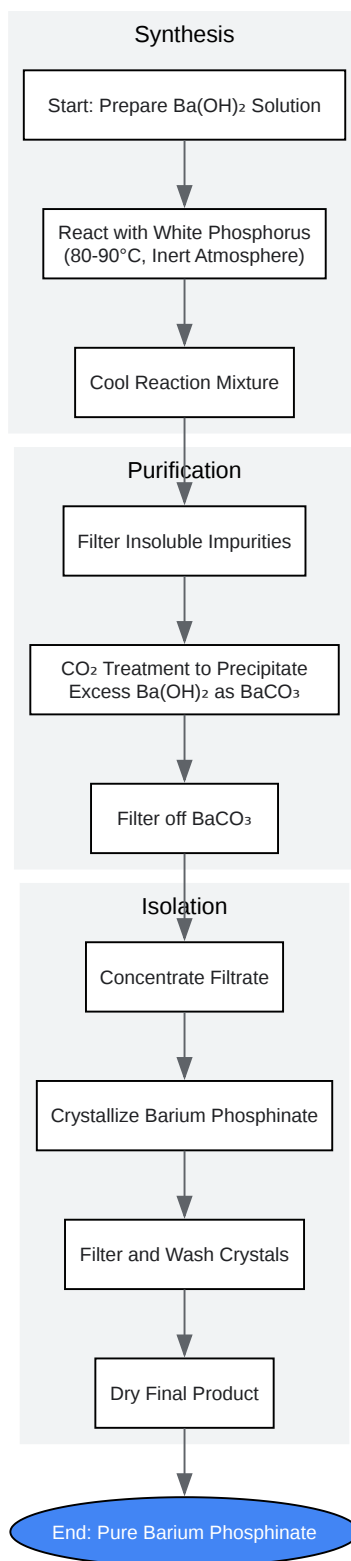 Synthesis
Start: Prepare Ba(OH)₂ Solution
React with White Phosphorus
(80-90°C, Inert Atmosphere)
Cool Reaction Mixture
Purification
Filter Insoluble Impurities
CO₂ Treatment to Precipitate
Excess Ba(OH)₂ as BaCO₃
Filter off BaCO₃
Isolation
Concentrate Filtrate
Crystallize Barium Phosphinate
Filter and Wash Crystals
Dry Final Product
End: Pure Barium Phosphinate